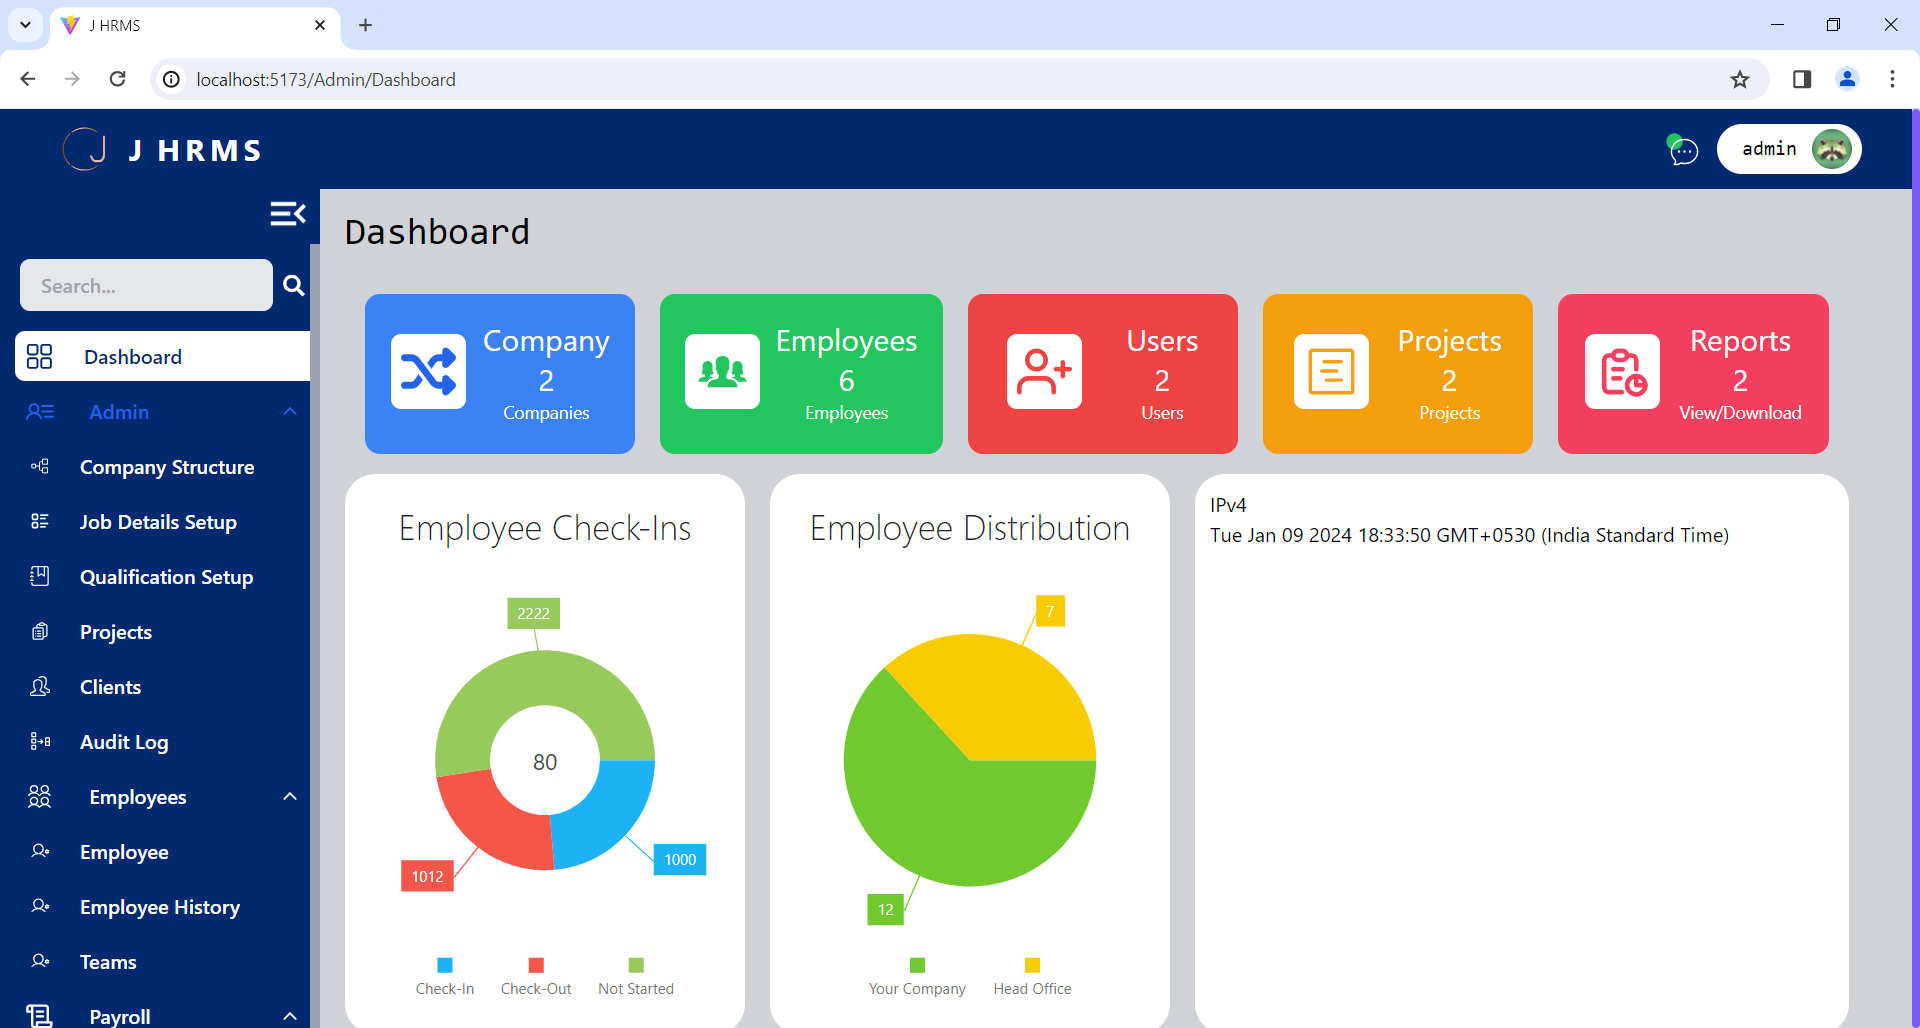 J HRMS
localhost:5173/Admin/Dashboard
J J HRMS
admin
Dashboard
Search...
Dashboard
Admin
Company Structure
Job Details Setup
Qualification Setup
Projects
Clients
Audit Log
Employees
Employee
Employee History
Teams
Payroll
Company
2
Companies
Employees
6
Employees
Users
2
Users
Projects
2
Projects
Reports
2
View/Download
Employee Check-Ins
2222
80
1012
1000
Check-In Check-Out Not Started
Employee Distribution
7
12
Your Company Head Office
IPv4
Tue Jan 09 2024 18:33:50 GMT+0530 (India Standard Time)